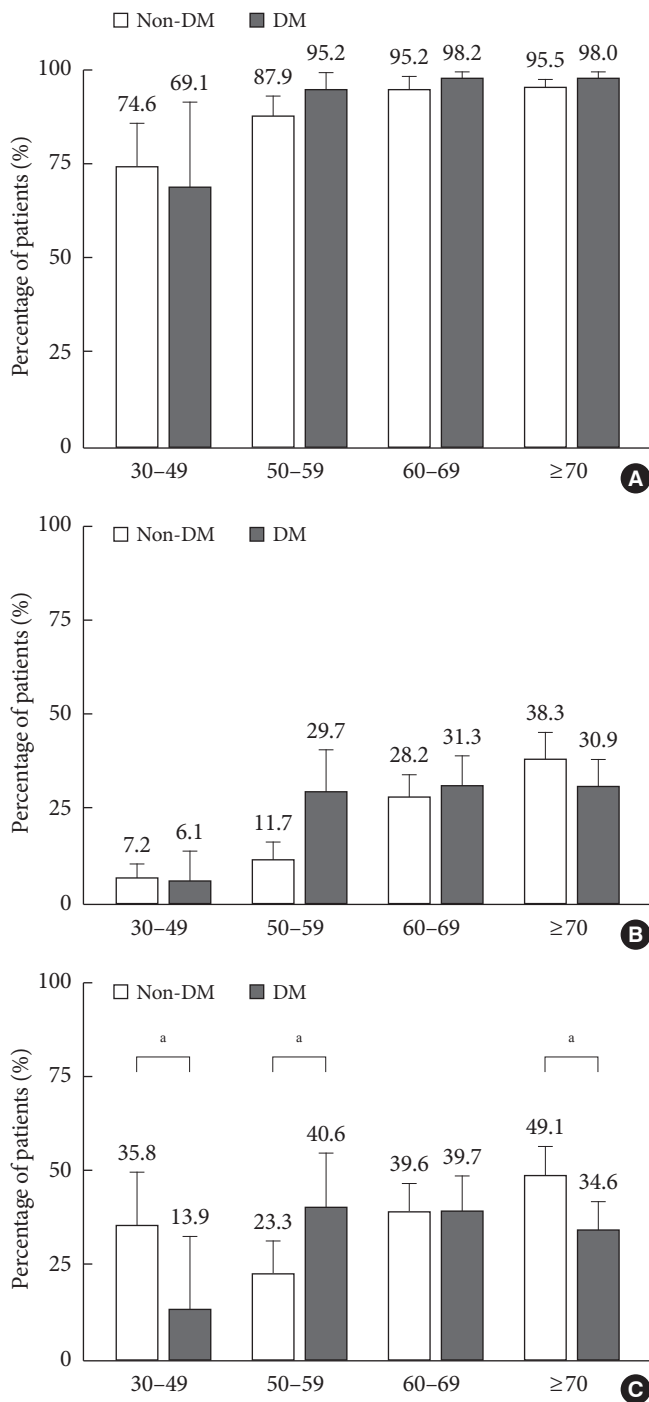 Non-DM DM
Percentage of patients (%)
100
75
50
25
0
74.6 69.1 87.9 95.2 95.2 98.2 95.5 98.0
30–49 50–59 60–69 ≥70
A
Non-DM DM
Percentage of patients (%)
100
75
50
25
0
7.2 6.1 11.7 29.7 28.2 31.3 38.3 30.9
30–49 50–59 60–69 ≥70
B
Non-DM DM
Percentage of patients (%)
100
75
50
25
0
a a a
35.8 13.9 23.3 40.6 39.6 39.7 49.1 34.6
30–49 50–59 60–69 ≥70
C